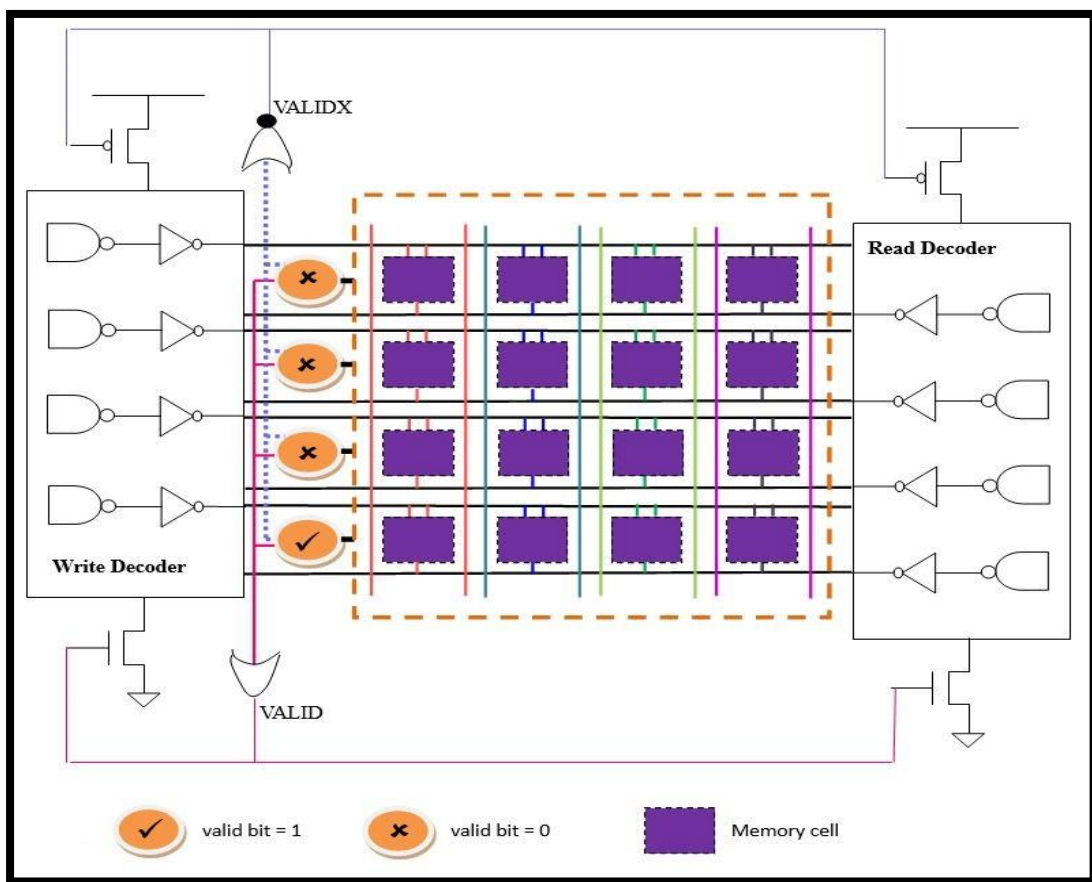 VALIDX
Read Decoder
Write Decoder
VALID
valid bit = 1
valid bit = 0
Memory cell